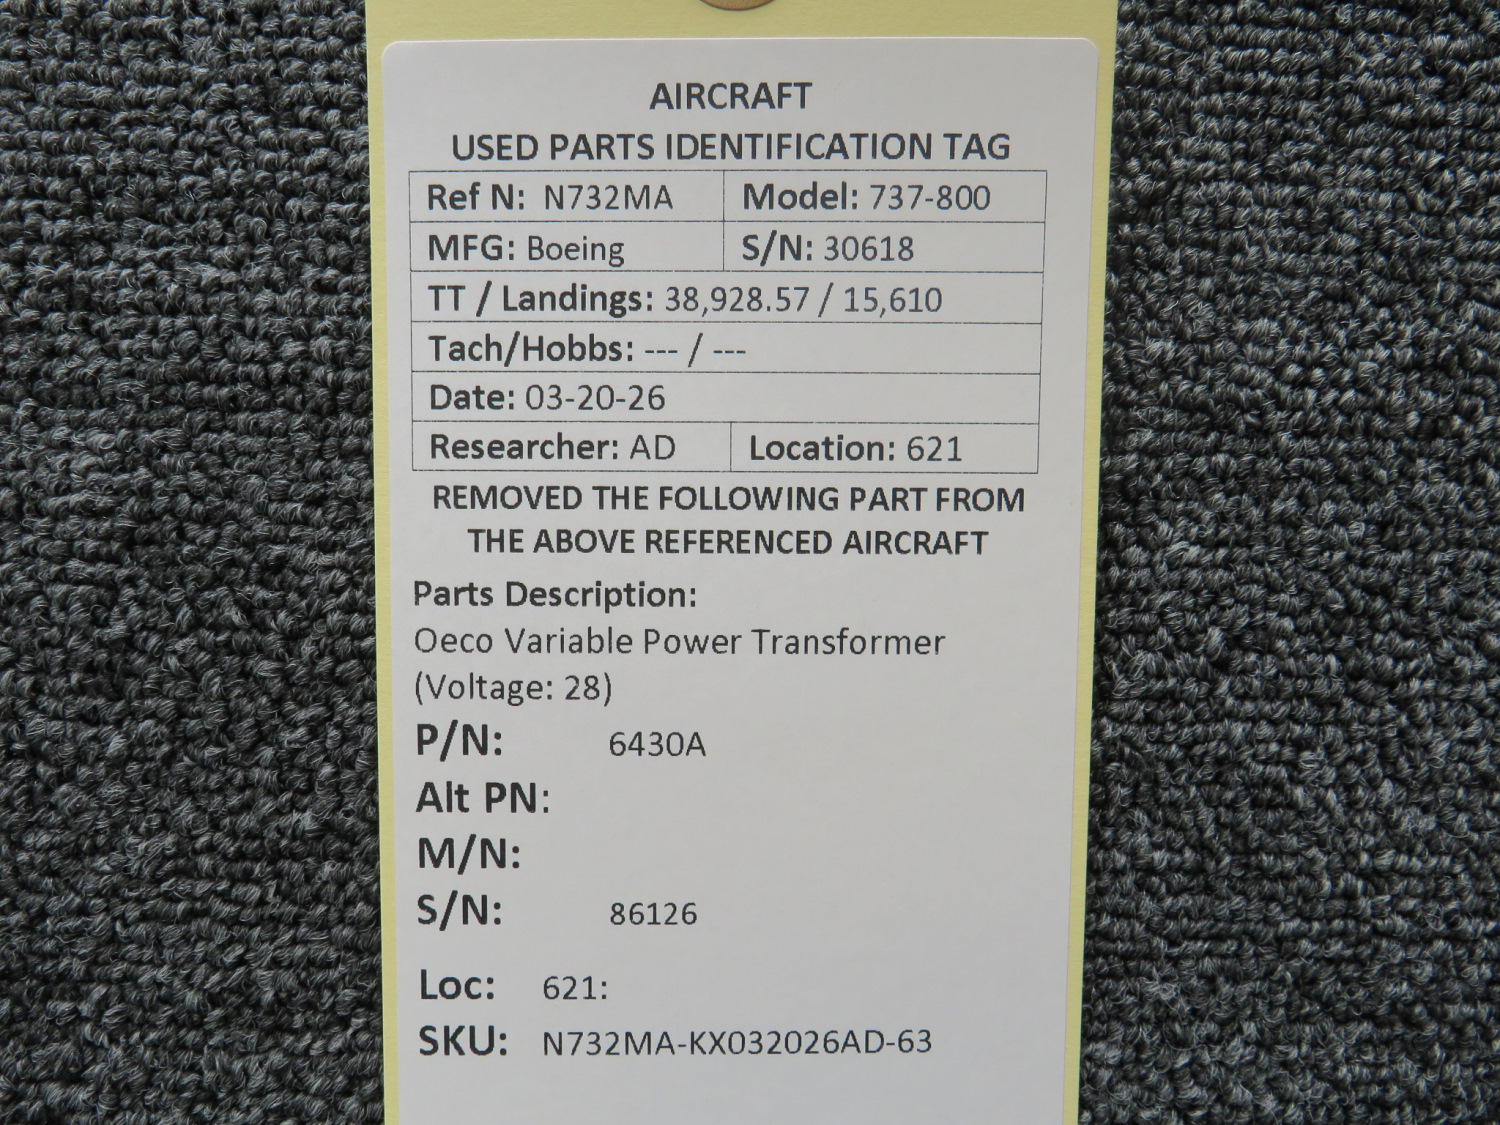 AIRCRAFT
USED PARTS IDENTIFICATION TAG
Ref N: N732MA Model: 737-800
MFG: Boeing S/N: 30618
TT / Landings: 38,928.57 / 15,610
Tach/Hobbs: --- / ---
Date: 03-20-26
Researcher: AD Location: 621
REMOVED THE FOLLOWING PART FROM
THE ABOVE REFERENCED AIRCRAFT
Parts Description:
Oeco Variable Power Transformer
(Voltage: 28)
P/N: 6430A
Alt PN:
M/N:
S/N: 86126
Loc: 621:
SKU: N732MA-KX032026AD-63